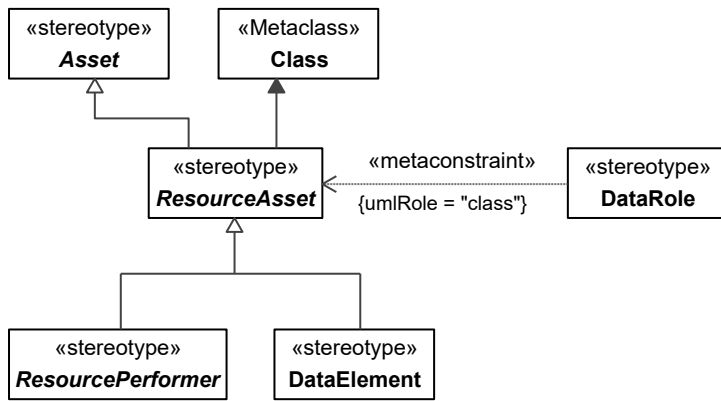 «stereotype»
Asset
«Metaclass»
Class
«stereotype»
ResourceAsset
«metaconstraint»
{umlRole = "class"}
«stereotype»
DataRole
«stereotype»
ResourcePerformer
«stereotype»
DataElement